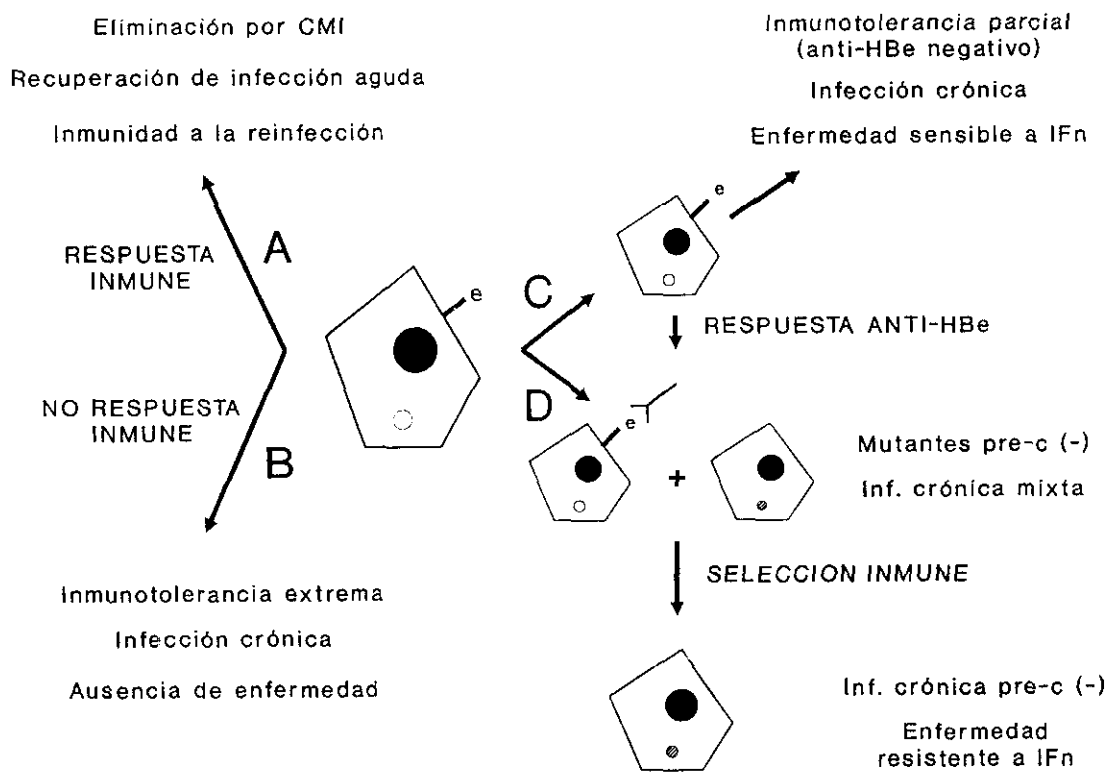 Eliminación por CMI
Recuperación de infección aguda
Inmunidad a la reinfección
Inmunotolerancia parcial
(anti-HBe negativo)
Infección crónica
Enfermedad sensible a IFn
e
A
RESPUESTA
INMUNE
e
C
RESPUESTA ANTI-HBe
NO RESPUESTA
INMUNE
B
D
e
+
Mutantes pre-c (-)
Inf. crónica mixta
SELECCION INMUNE
Inmunotolerancia extrema
Infección crónica
Ausencia de enfermedad
Inf. crónica pre-c (-)
Enfermedad
resistente a IFn